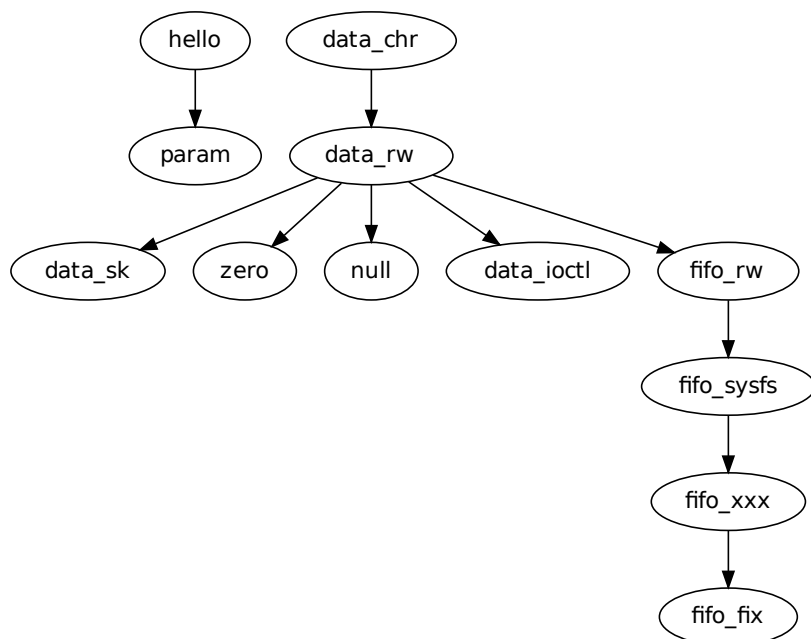 hello
data_chr
param
data_rw
data_sk
zero
null
data_ioctl
fifo_rw
fifo_sysfs
fifo_xxx
fifo_fix